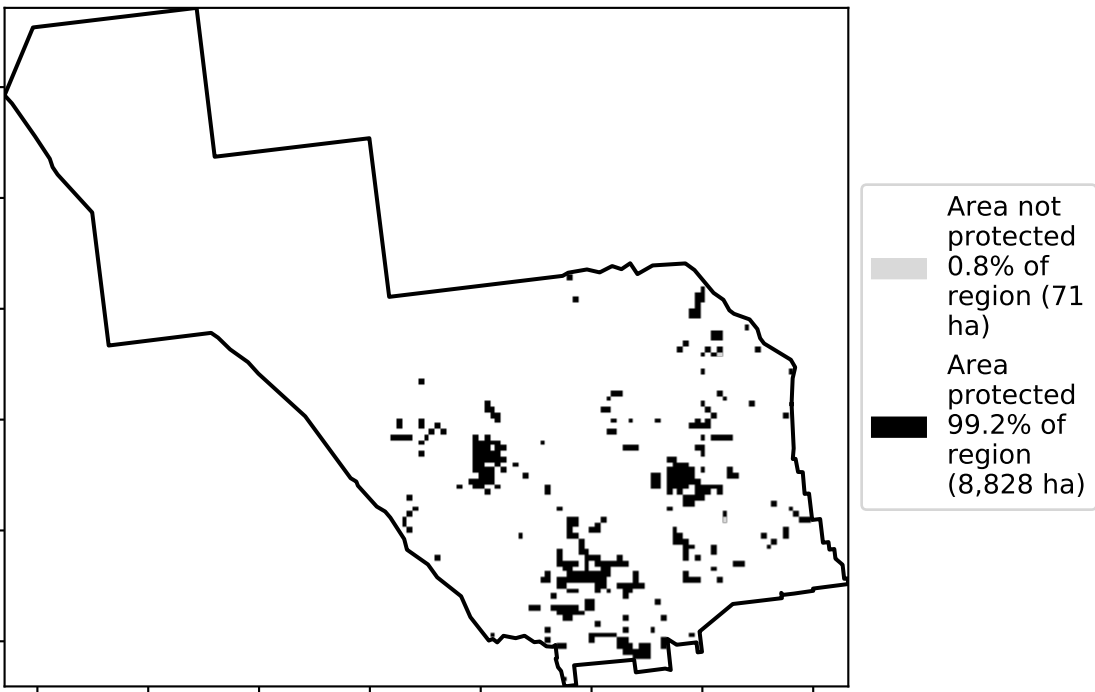 Area not
protected
0.8% of
region (71
ha)
Area
protected
99.2% of
region
(8,828 ha)